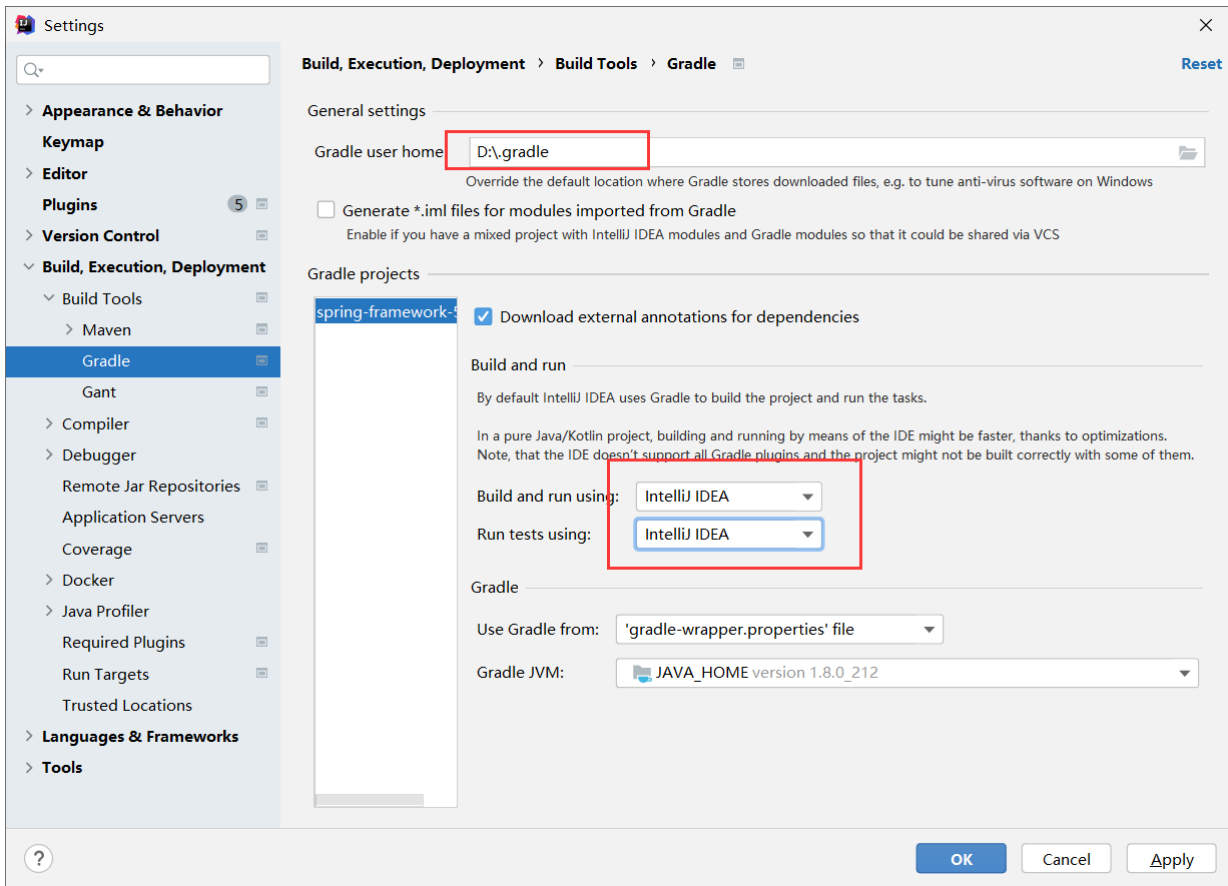 Settings
Build, Execution, Deployment › Build Tools › Gradle
Reset
Appearance & Behavior
Keymap
Editor
Plugins 5
Version Control
Build, Execution, Deployment
Build Tools
Maven
Gradle
Gant
Compiler
Debugger
Remote Jar Repositories
Application Servers
Coverage
Docker
Java Profiler
Required Plugins
Run Targets
Trusted Locations
Languages & Frameworks
Tools
General settings
Gradle user home D:\.gradle
Override the default location where Gradle stores downloaded files, e.g. to tune anti-virus software on Windows
Generate *.iml files for modules imported from Gradle
Enable if you have a mixed project with IntelliJ IDEA modules and Gradle modules so that it could be shared via VCS
Gradle projects
spring-framework-5
Download external annotations for dependencies
Build and run
By default IntelliJ IDEA uses Gradle to build the project and run the tasks.
In a pure Java/Kotlin project, building and running by means of the IDE might be faster, thanks to optimizations.
Note, that the IDE doesn't support all Gradle plugins and the project might not be built correctly with some of them.
Build and run using: IntelliJ IDEA
Run tests using: IntelliJ IDEA
Gradle
Use Gradle from: 'gradle-wrapper.properties' file
Gradle JVM: JAVA_HOME version 1.8.0_212
?
OK
Cancel
Apply